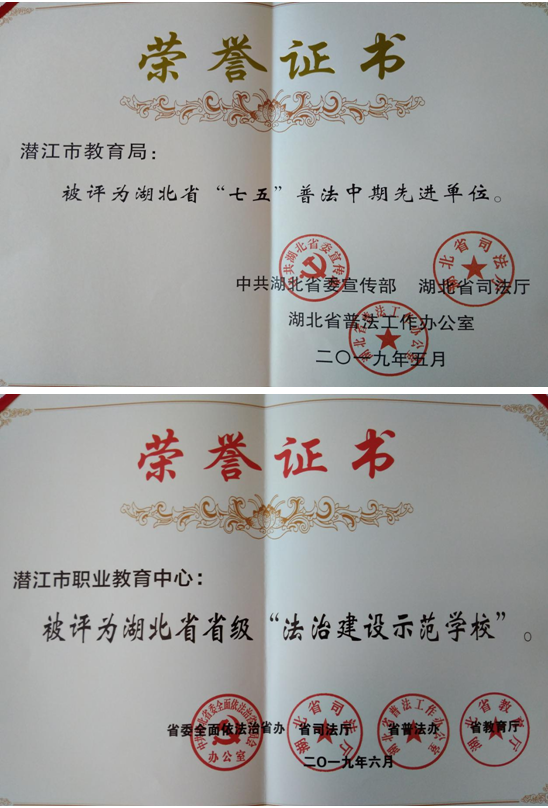 荣誉证书
潜江市教育局：
被评为湖北省“七五”普法中期先进单位。
中共湖北省委宣传部 湖北省司法厅
湖北省普法工作办公室
二〇一九年五月
荣誉证书
潜江市职业教育中心：
被评为湖北省省级“法治建设示范学校”。
省委全面依法治省办 省司法厅 省普法办 省教育厅
二〇一九年六月